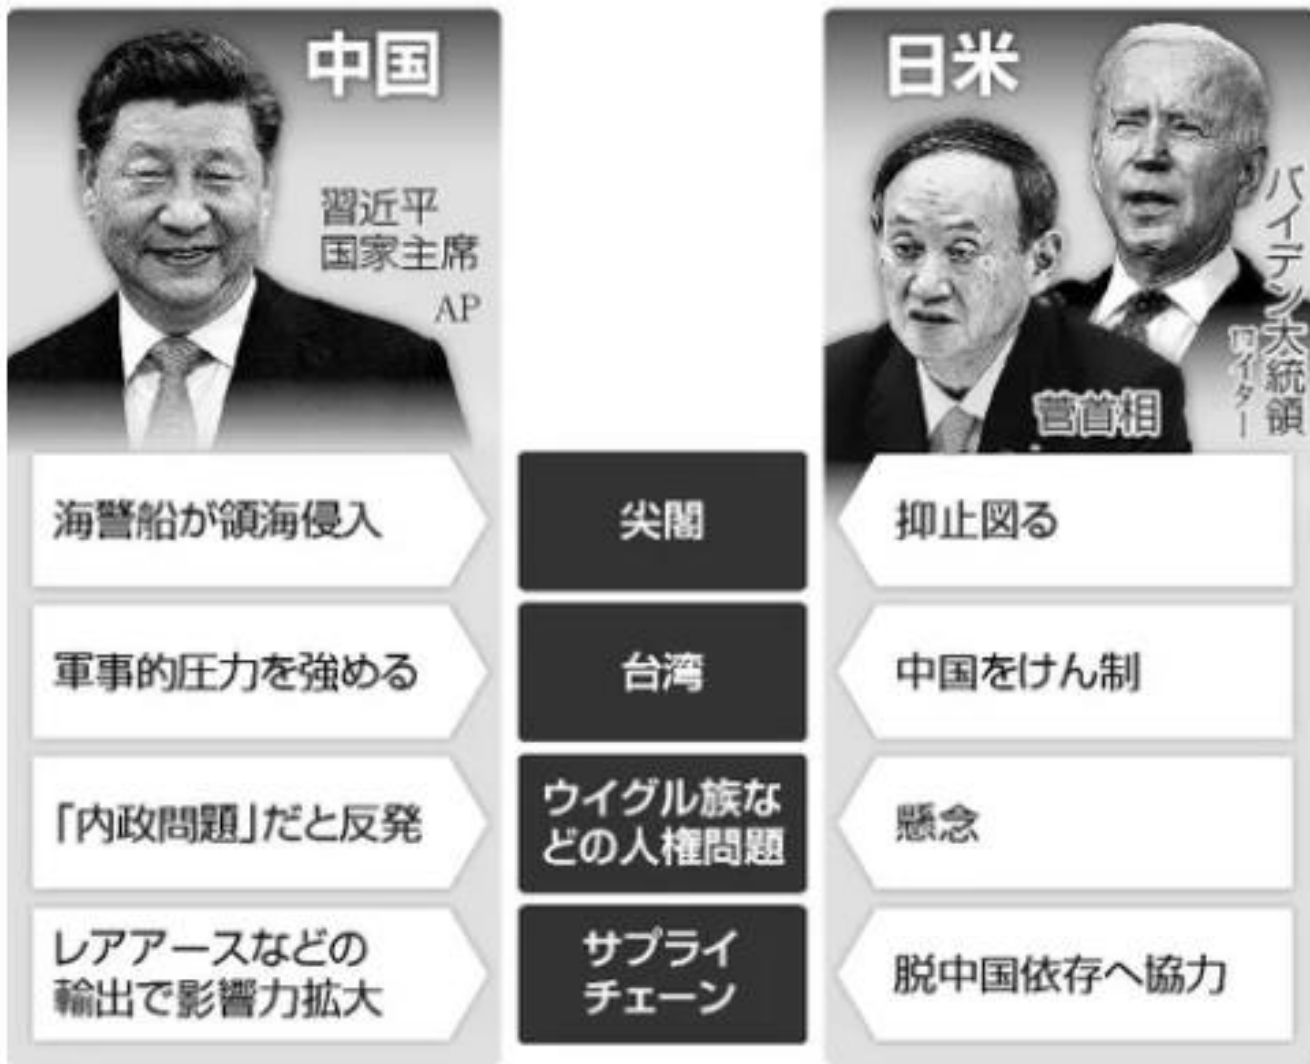 中国
習近平
国家主席
AP
日米
バイデン大統領
ロイター
菅首相
海警船が領海侵入
尖閣
抑止図る
軍事的圧力を強める
台湾
中国をけん制
「内政問題」だと反発
ウイグル族な
どの人権問題
懸念
レアアースなどの
輸出で影響力拡大
サプライ
チェーン
脱中国依存へ協力